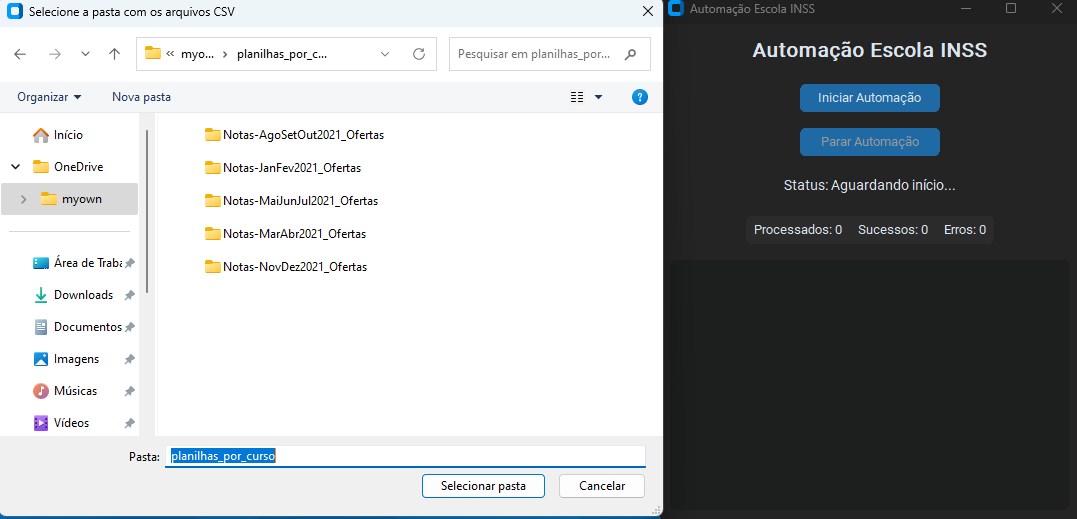 Selecione a pasta com os arquivos CSV
myo...
planilhas_por_c...
Pesquisar em planilhas_por...
Organizar
Nova pasta
?
Início
OneDrive
myown
Área de Traba
Downloads
Documentos
Imagens
Músicas
Vídeos
Notas-AgoSetOut2021_Ofertas
Notas-JanFev2021_Ofertas
Notas-MaiJunJul2021_Ofertas
Notas-MarAbr2021_Ofertas
Notas-NovDez2021_Ofertas
Pasta: planilhas_por_curso
Selecionar pasta
Cancelar
Automação Escola INSS
Automação Escola INSS
Iniciar Automação
Parar Automação
Status: Aguardando início...
Processados: 0 Sucessos: 0 Erros: 0